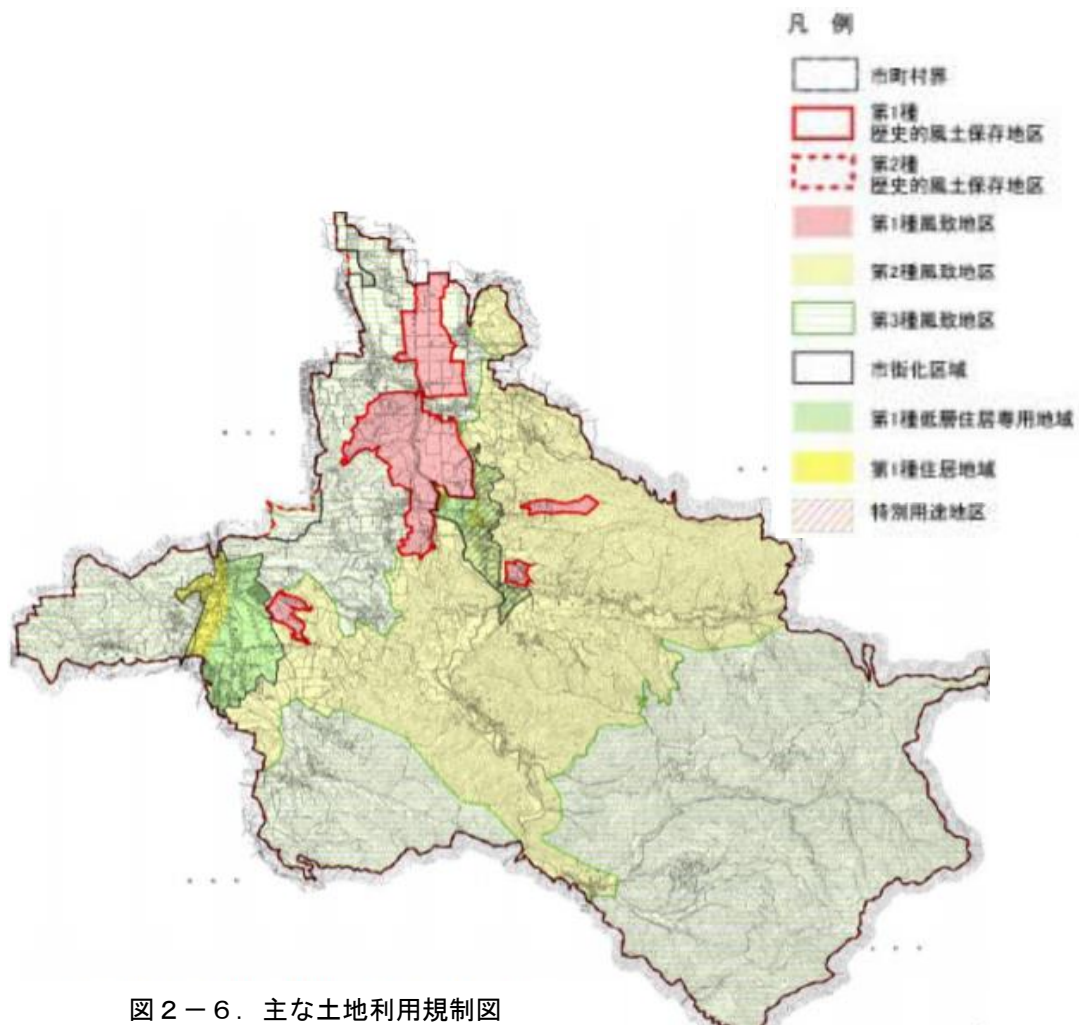 凡 例
市町村界
第1種
歴史的風土保存地区
第2種
歴史的風土保存地区
第1種風致地区
第2種風致地区
第3種風致地区
市街化区域
第1種低層住居専用地域
第1種住居地域
特別用途地区
図2-6．主な土地利用規制図